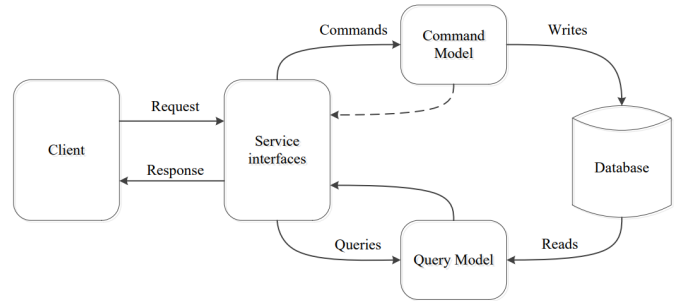 Commands
Command
Model
Writes
Request
Client
Service
interfaces
Response
Database
Queries
Query Model
Reads